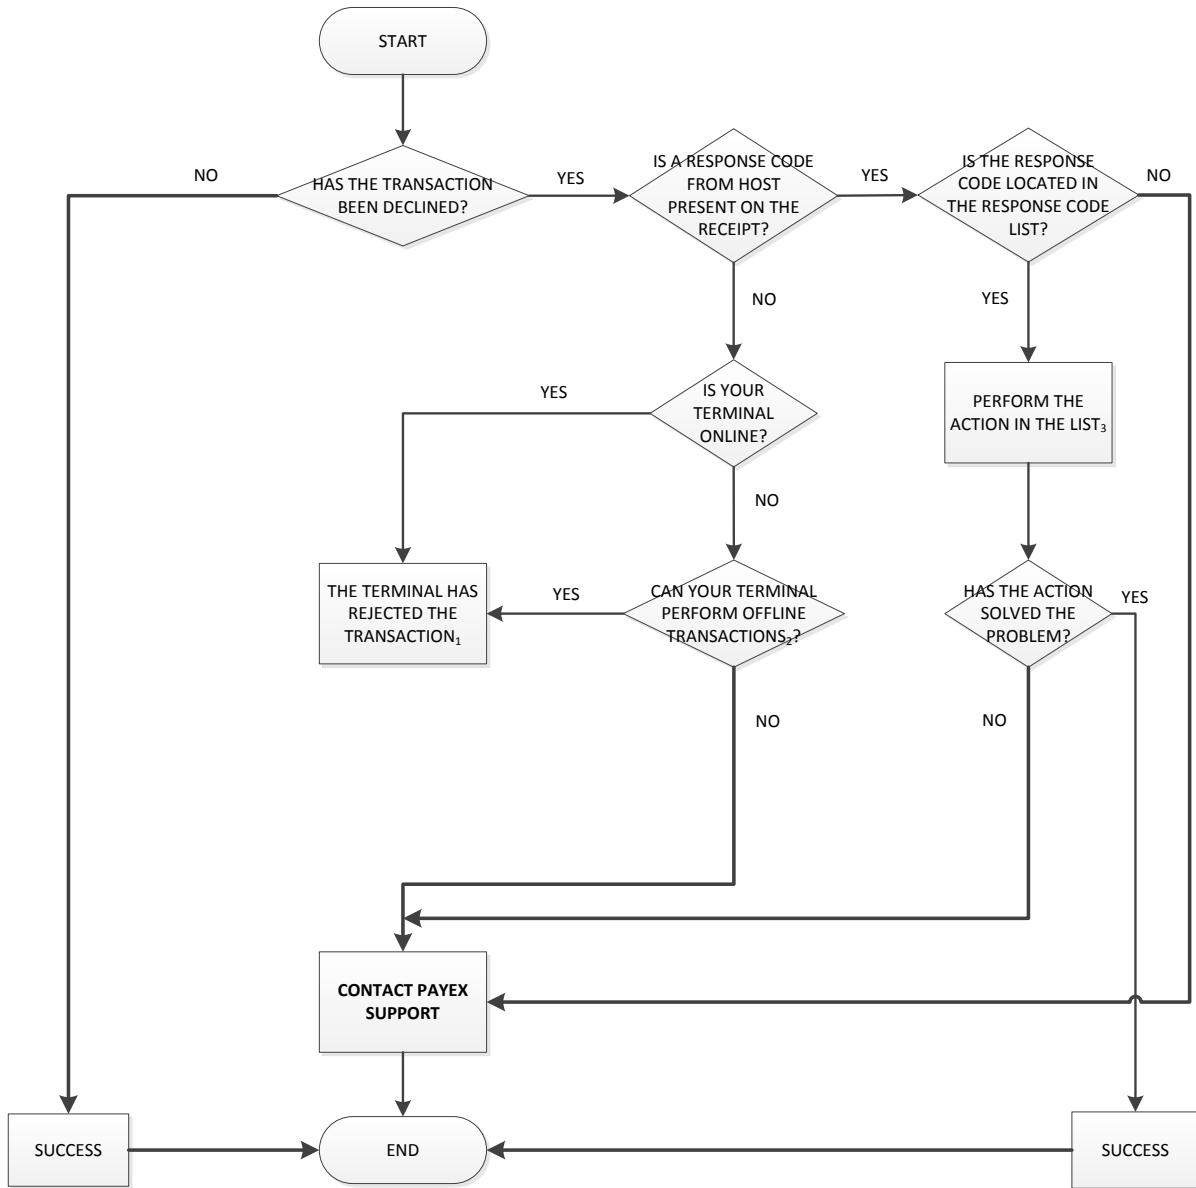 START
NO
HAS THE TRANSACTION
BEEN DECLINED?
YES
IS A RESPONSE CODE
FROM HOST
PRESENT ON THE
RECEIPT?
YES
IS THE RESPONSE
CODE LOCATED IN
THE RESPONSE CODE
LIST?
NO
NO
YES
YES
IS YOUR
TERMINAL
ONLINE?
PERFORM THE
ACTION IN THE LIST₃
NO
THE TERMINAL HAS
REJECTED THE
TRANSACTION₁
YES
CAN YOUR TERMINAL
PERFORM OFFLINE
TRANSACTIONS₂?
HAS THE ACTION
SOLVED THE
PROBLEM?
YES
NO
NO
CONTACT PAYEX
SUPPORT
SUCCESS
END
SUCCESS